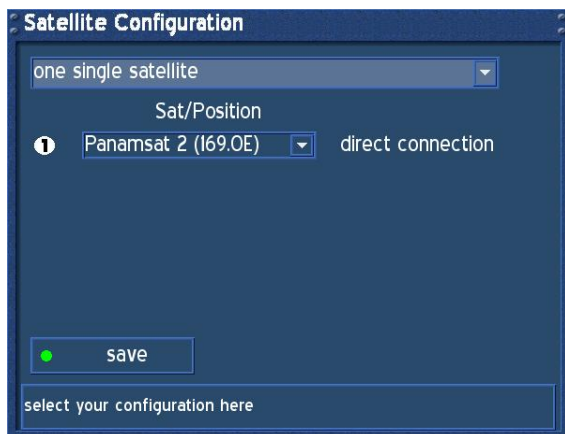 Satellite Configuration
one single satellite
Sat/Position
1 Panamsat 2 (169.0E) direct connection
save
select your configuration here